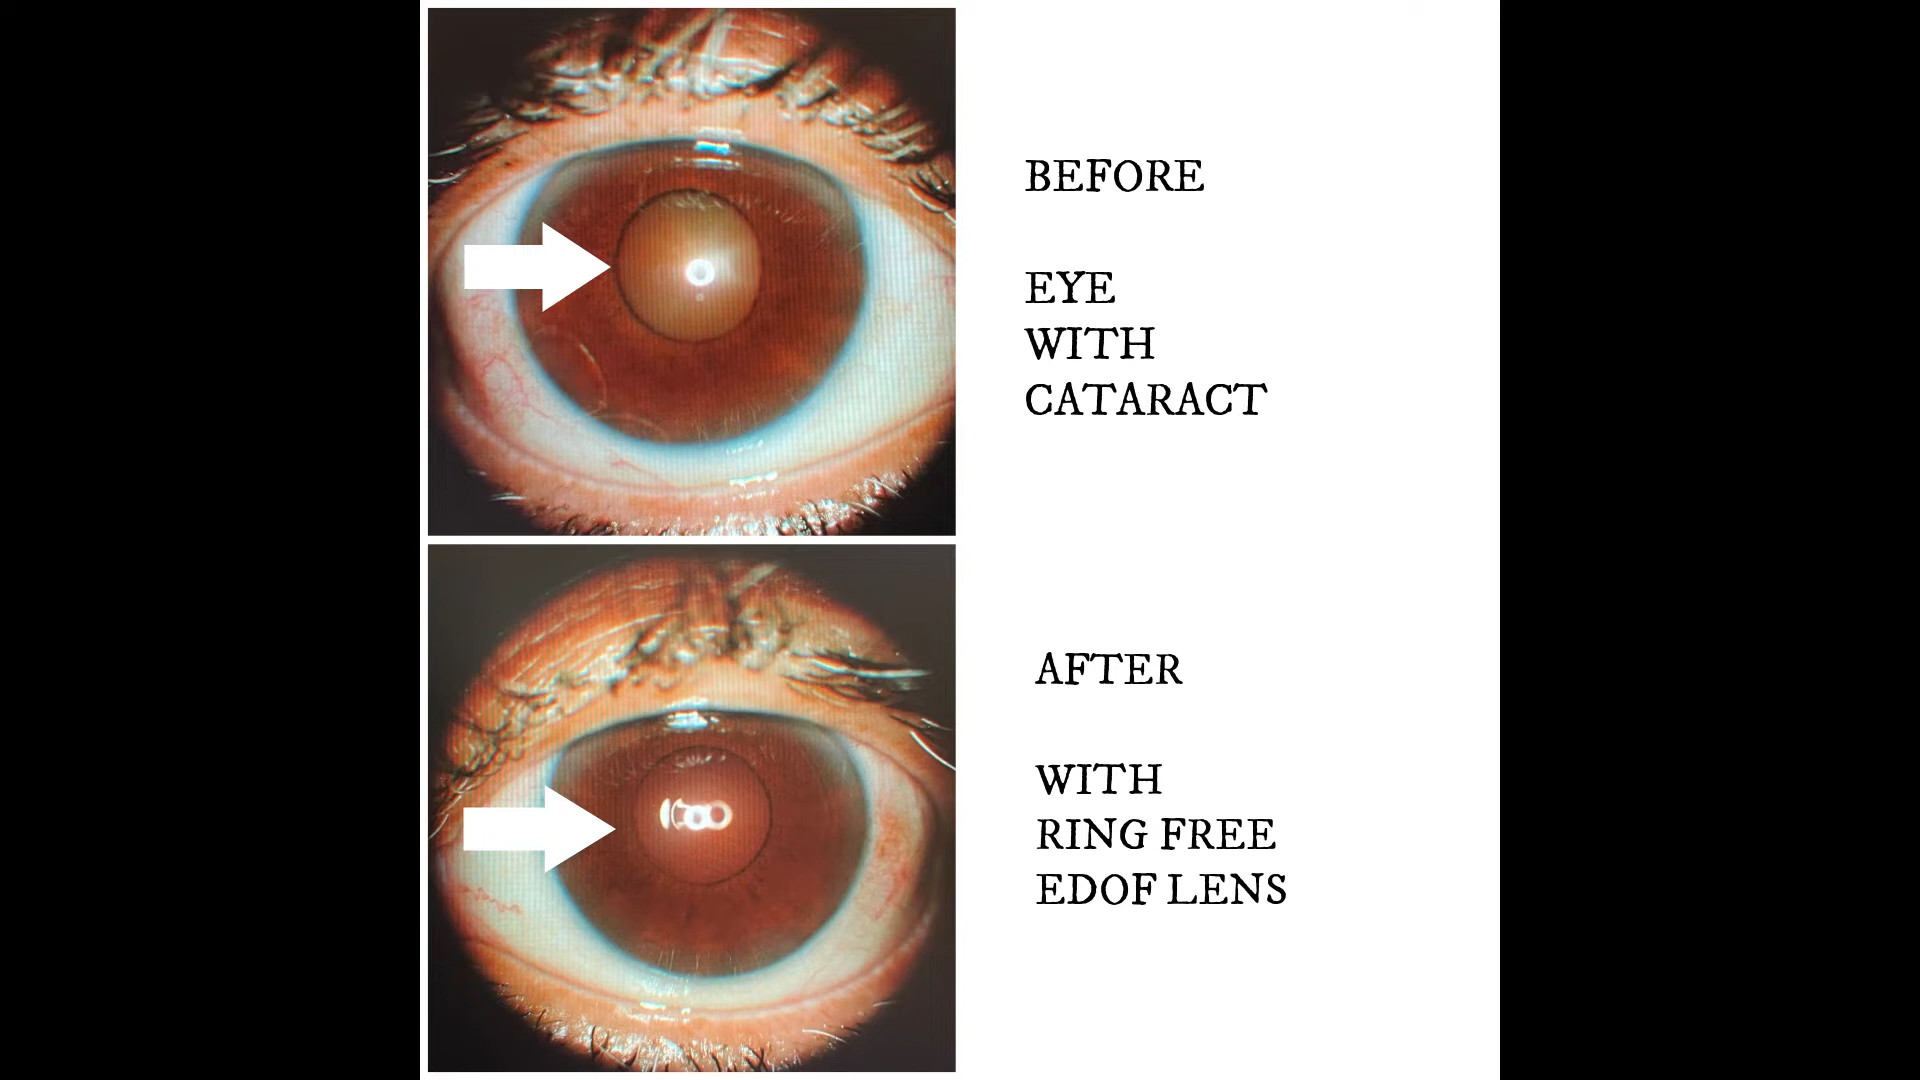 BEFORE
EYE
WITH
CATARACT
AFTER
WITH
RING FREE
EDOF LENS